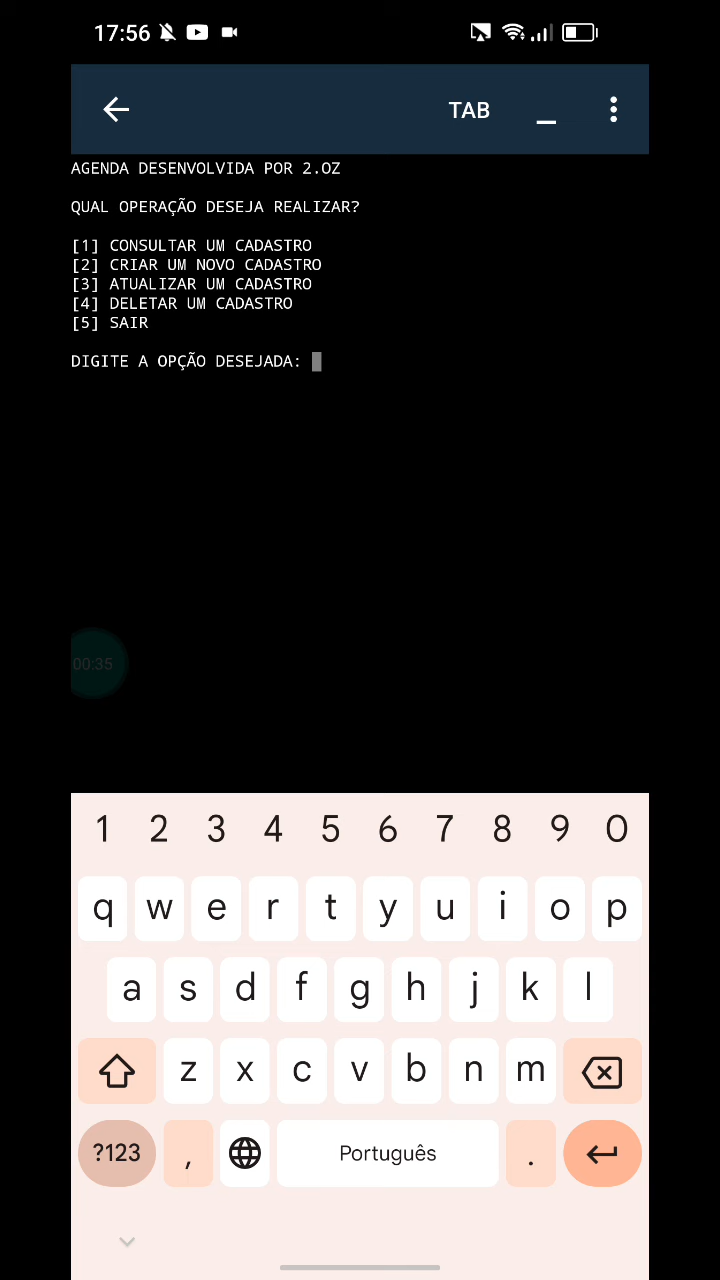 17:56
TAB _
AGENDA DESENVOLVIDA POR 2.OZ
QUAL OPERAÇÃO DESEJA REALIZAR?
[1] CONSULTAR UM CADASTRO
[2] CRIAR UM NOVO CADASTRO
[3] ATUALIZAR UM CADASTRO
[4] DELETAR UM CADASTRO
[5] SAIR
DIGITE A OPÇÃO DESEJADA:
00:35
1 2 3 4 5 6 7 8 9 0
q w e r t y u i o p
a s d f g h j k l
z x c v b n m
?123 , Português .